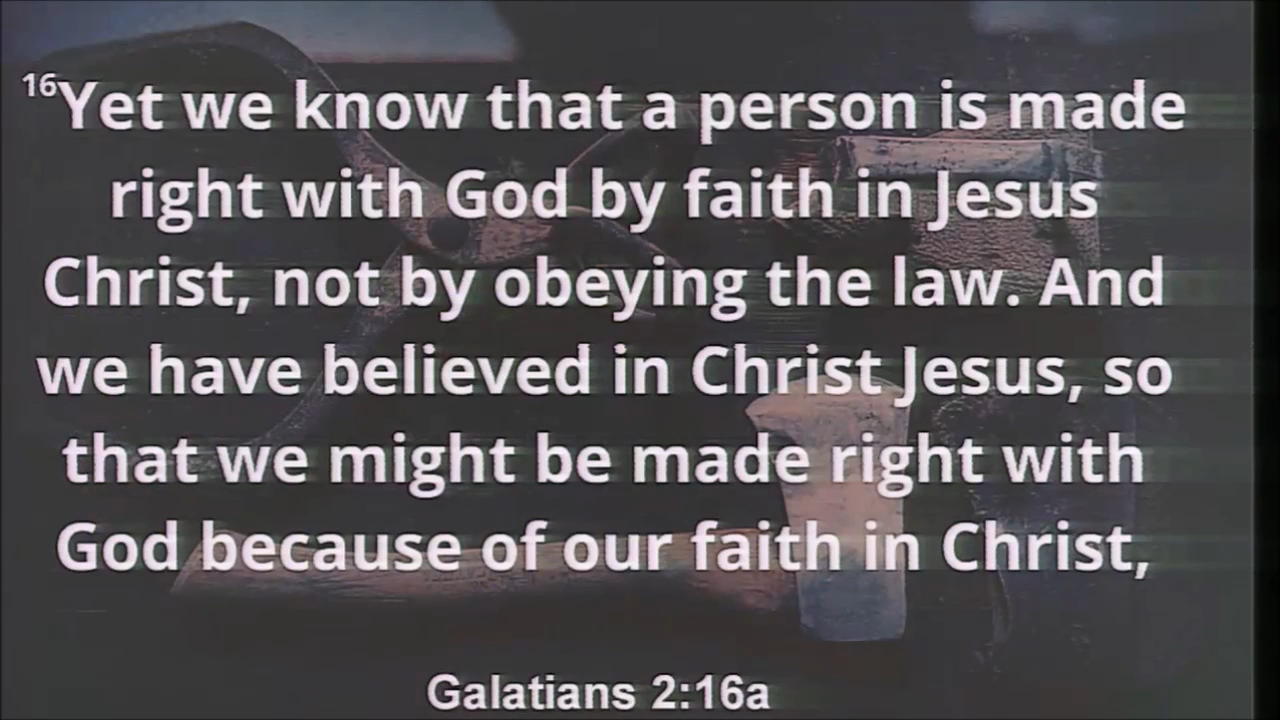 16Yet we know that a person is made
right with God by faith in Jesus
Christ, not by obeying the law. And
we have believed in Christ Jesus, so
that we might be made right with
God because of our faith in Christ,
Galatians 2:16a